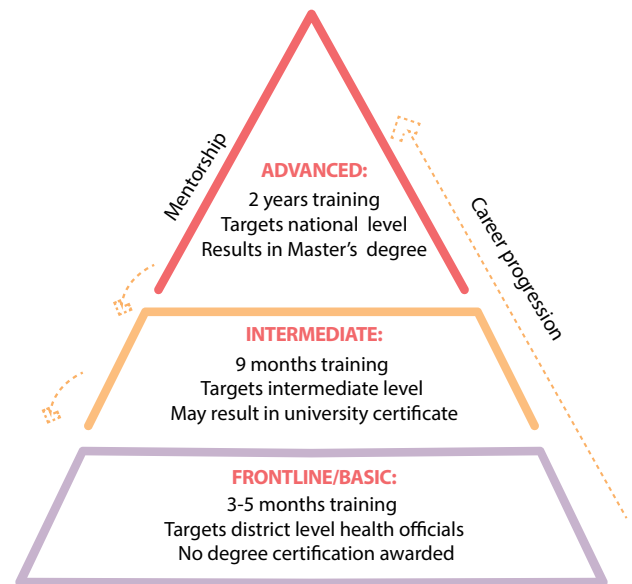 Mentorship
Career progression
ADVANCED:
2 years training
Targets national level
Results in Master's degree
INTERMEDIATE:
9 months training
Targets intermediate level
May result in university certificate
FRONTLINE/BASIC:
3-5 months training
Targets district level health officials
No degree certification awarded